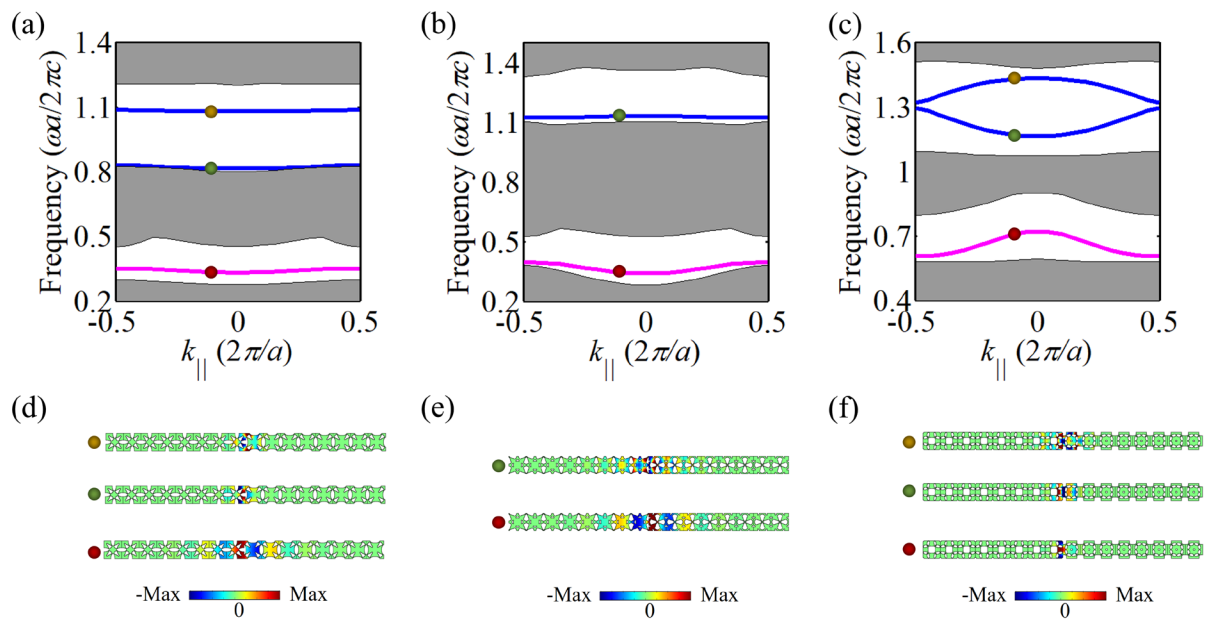 (a)
Frequency (ωa/2πc)
1.4
1.1
0.8
0.5
0.2
-0.5
0
0.5
k|| (2π/a)
(b)
Frequency (ωa/2πc)
1.4
1.1
0.8
0.5
0.2
-0.5
0
0.5
k|| (2π/a)
(c)
Frequency (ωa/2πc)
1.6
1.3
1
0.7
0.4
-0.5
0
0.5
k|| (2π/a)
(d)
-Max
Max
0
(e)
-Max
Max
0
(f)
-Max
Max
0